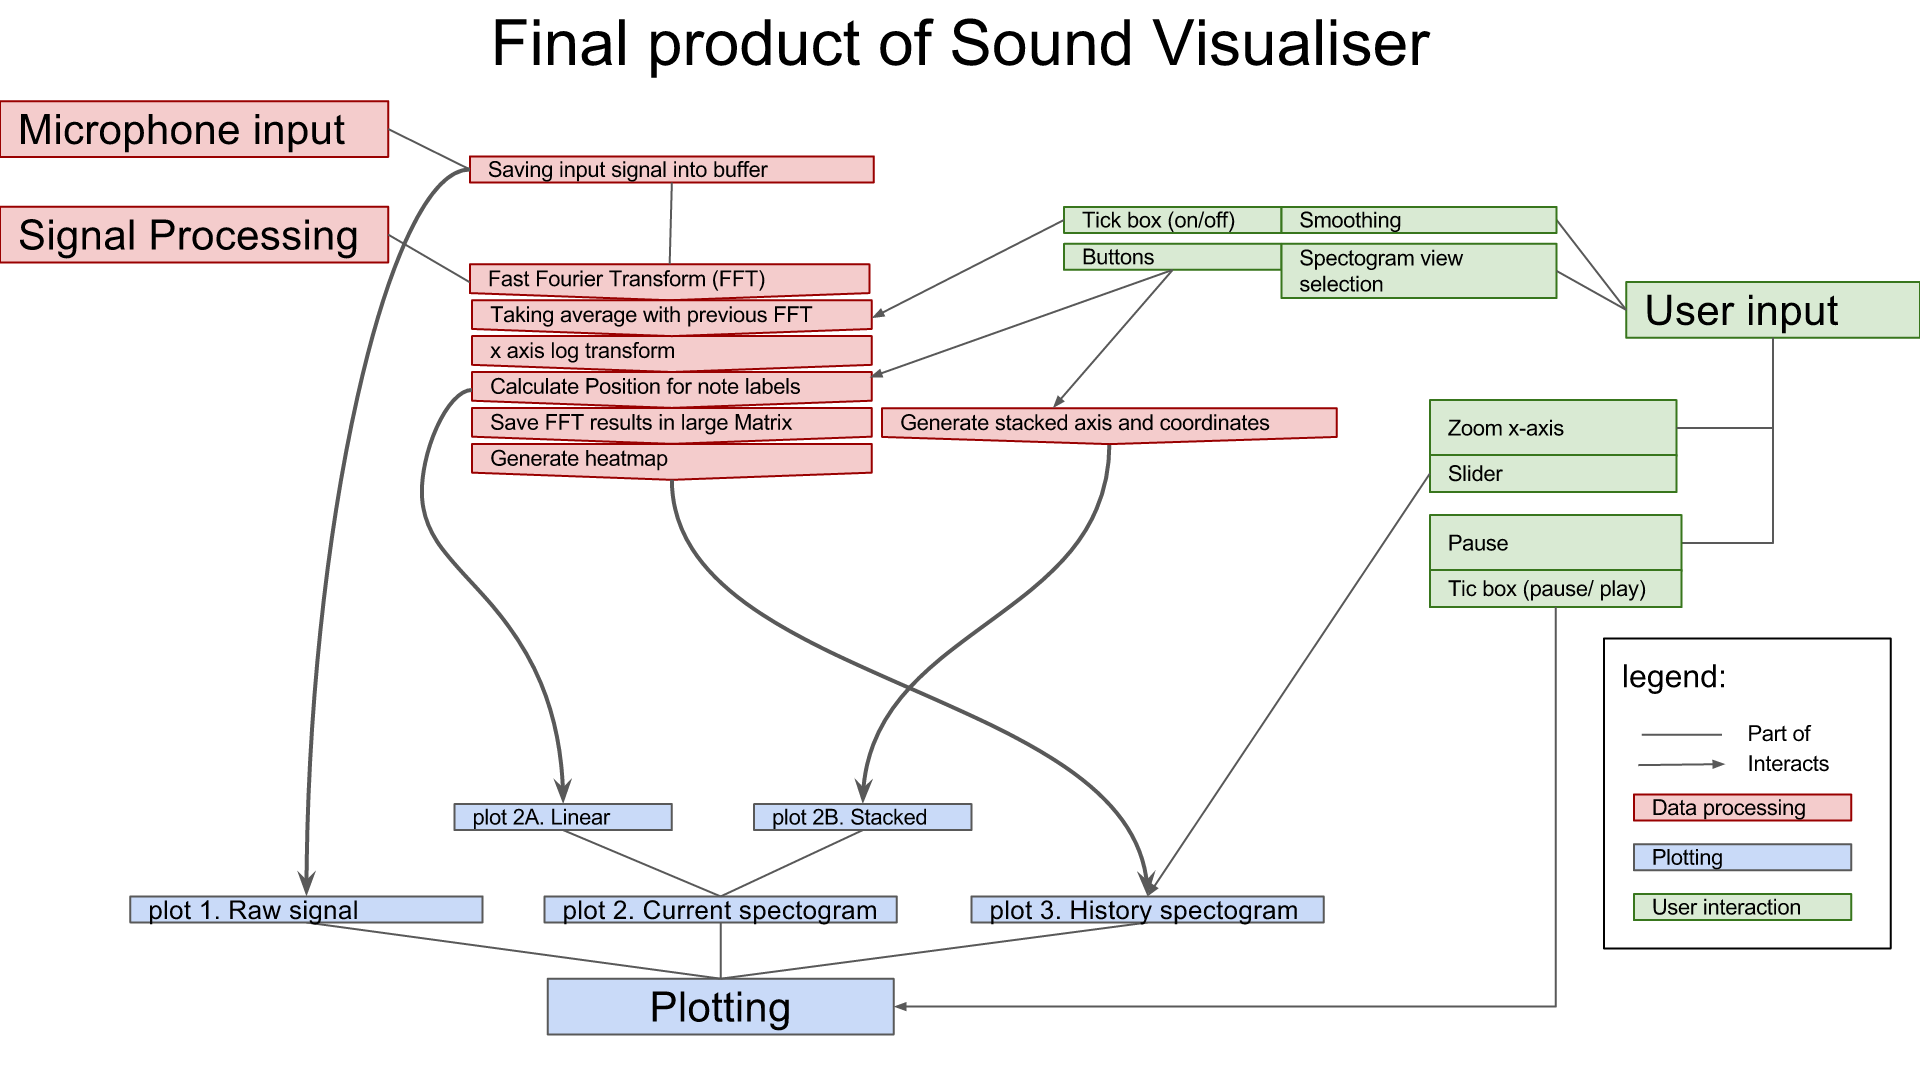 Final product of Sound Visualiser
Microphone input
Saving input signal into buffer
Signal Processing
Fast Fourier Transform (FFT)
Taking average with previous FFT
x axis log transform
Calculate Position for note labels
Save FFT results in large Matrix
Generate heatmap
Generate stacked axis and coordinates
Tick box (on/off)
Smoothing
Buttons
Spectogram view
selection
User input
Zoom x-axis
Slider
Pause
Tic box (pause/ play)
plot 2A. Linear
plot 2B. Stacked
plot 1. Raw signal
plot 2. Current spectogram
plot 3. History spectogram
Plotting
legend:
Part of
Interacts
Data processing
Plotting
User interaction